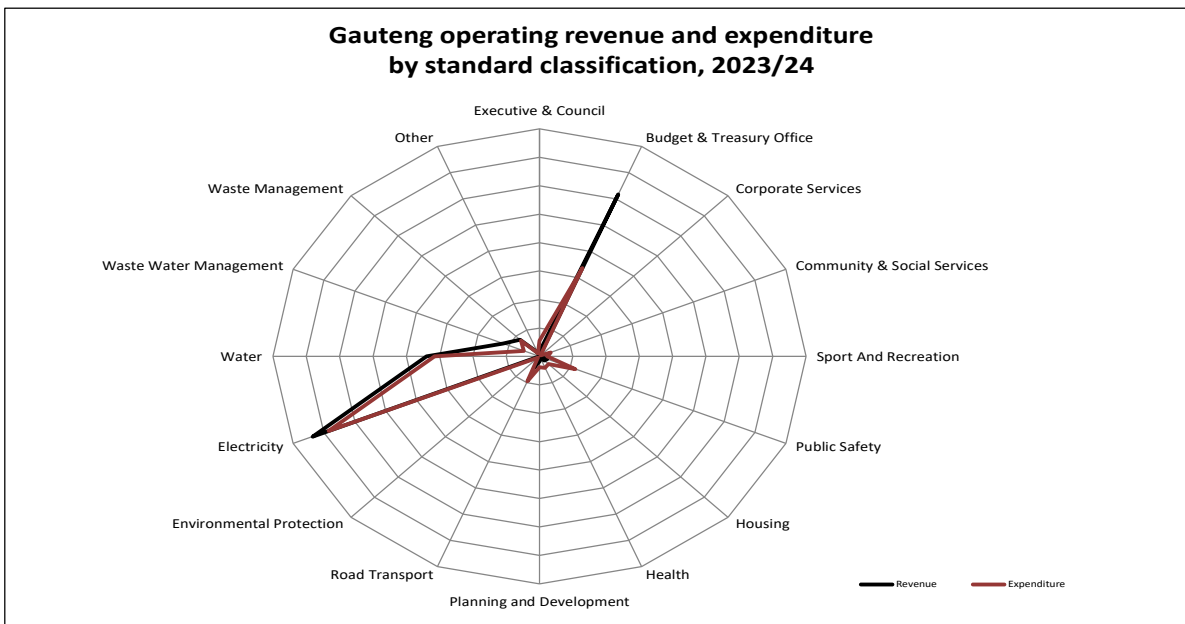 Gauteng operating revenue and expenditure
by standard classification, 2023/24
Executive & Council
Other
Budget & Treasury Office
Waste Management
Corporate Services
Waste Water Management
Community & Social Services
Water
Sport And Recreation
Electricity
Public Safety
Environmental Protection
Housing
Road Transport
Health
Planning and Development
Revenue
Expenditure